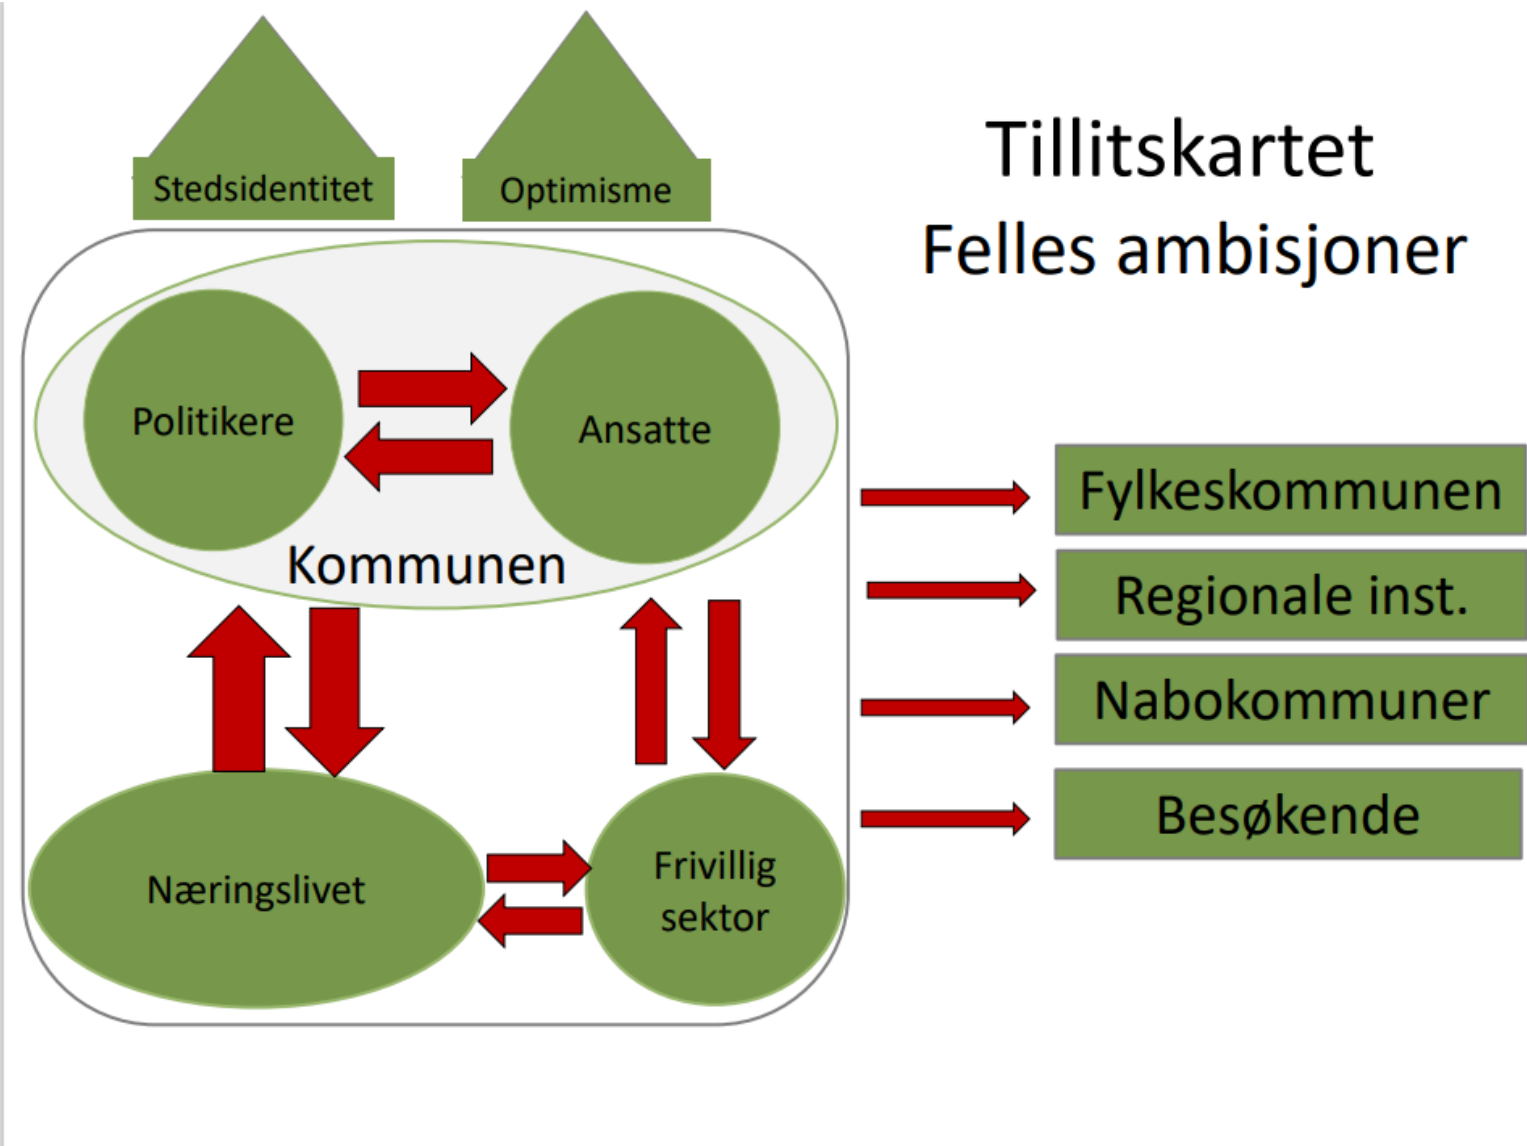 Stedsidentitet
Optimisme
Tillitskartet
Felles ambisjoner
Politikere
Ansatte
Kommunen
Næringslivet
Frivillig
sektor
Fylkeskommunen
Regionale inst.
Nabokommuner
Besøkende